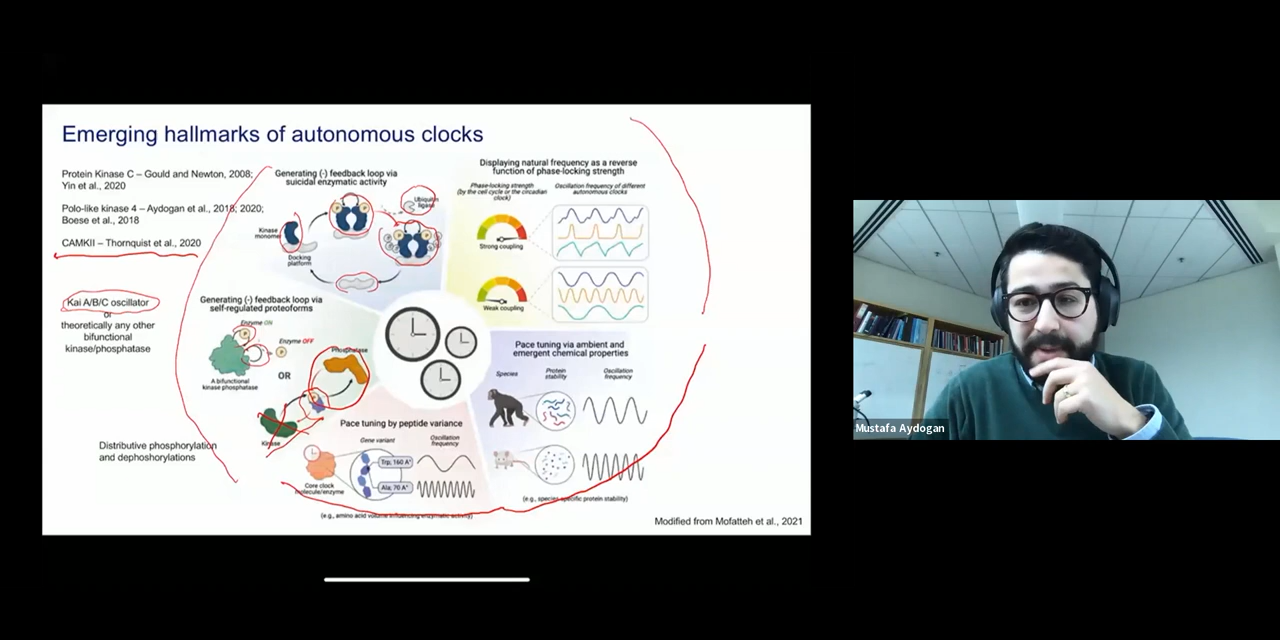 Emerging hallmarks of autonomous clocks
Protein Kinase C – Gould and Newton, 2008;
Yin et al., 2020
Polo-like kinase 4 – Aydogan et al., 2018; 2020;
Boese et al., 2018
CAMKII – Thornquist et al., 2020
Kai A/B/C oscillator
or
theoretically any other
bifunctional
kinase/phosphatase
Distributive phosphorylation
and dephoshorylations
Generating (-) feedback loop via
suicidal enzymatic activity
Kinase
monomer
Docking
platform
Ubiquitin
ligase
Displaying natural frequency as a reverse
function of phase-locking strength
Phase-locking strength
(by the cell cycle or the circadian
clock)
Oscillation frequency of different
autonomous clocks
Strong coupling
Weak coupling
Generating (-) feedback loop via
self-regulated proteoforms
Enzyme ON
Enzyme OFF
A bifunctional
kinase phosphatase
OR
Phosphatase
Kinase
Pace tuning by peptide variance
Gene variant
Oscillation
frequency
Core clock
molecule/enzyme
Trp, 160 A³
Ala, 70 A³
(e.g., amino acid volume influencing enzymatic activity)
Pace tuning via ambient and
emergent chemical properties
Species
Protein
stability
Oscillation
frequency
(e.g., species-specific protein stability)
Modified from Mofatteh et al., 2021
Mustafa Aydogan